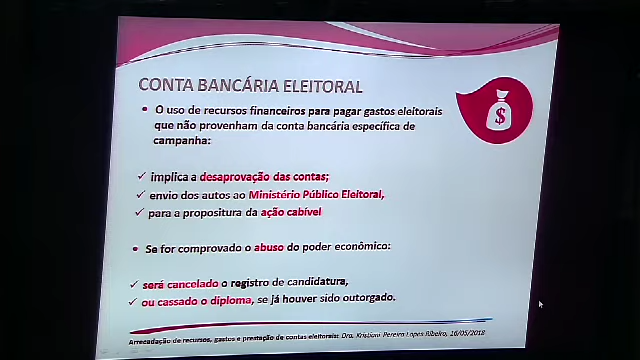 CONTA BANCÁRIA ELEITORAL
• O uso de recursos financeiros para pagar gastos eleitorais
que não provenham da conta bancária específica de
campanha:
✓ implica a desaprovação das contas;
✓ envio dos autos ao Ministério Público Eleitoral,
✓ para a propositura da ação cabível
• Se for comprovado o abuso do poder econômico:
✓ será cancelado o registro de candidatura,
✓ ou cassado o diploma, se já houver sido outorgado.
Arrecadação de recursos, gastos e prestação de contas eleitorais: Dra. Kristiani Pereira Lopes Ribeiro, 16/05/2018
$